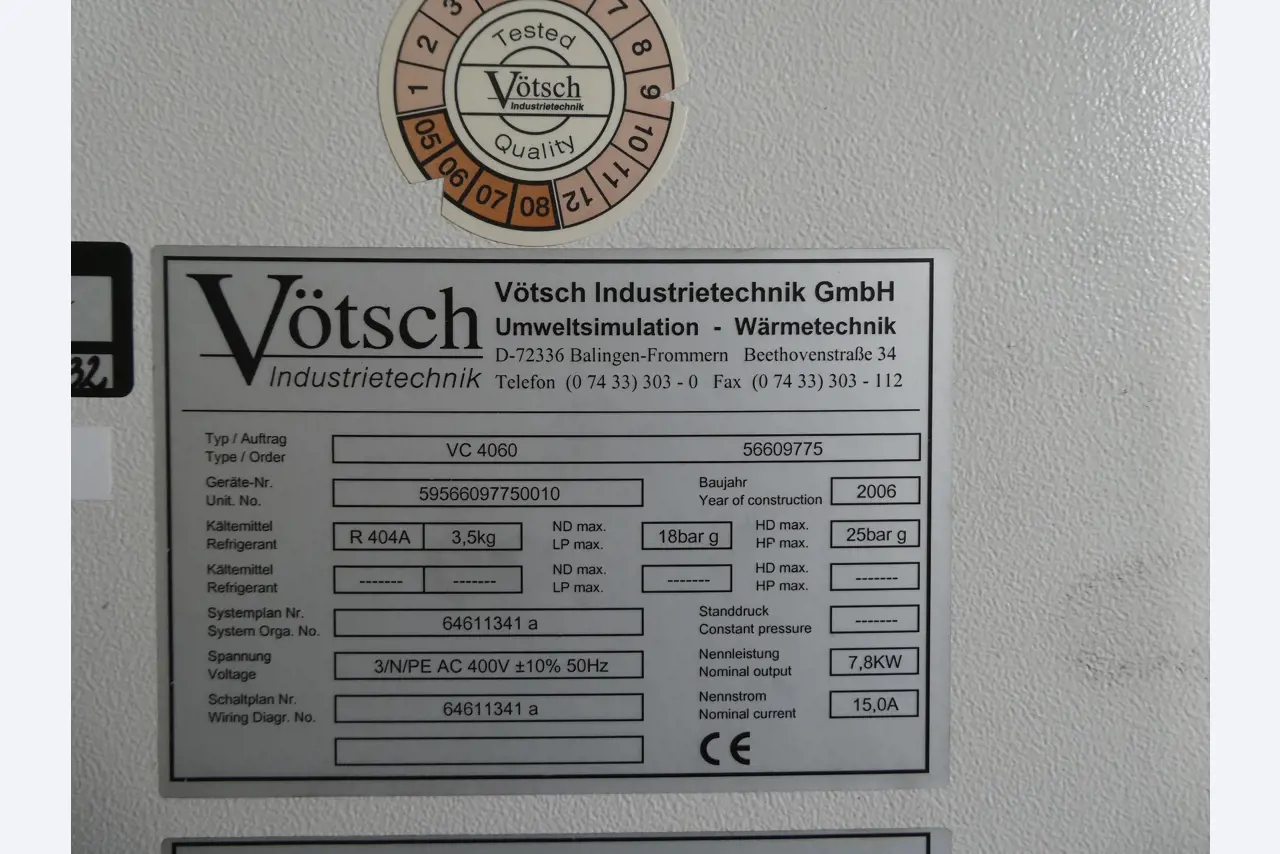 3
7
2
8
1
9
05
06
07
08
12
11
10
Tested
Vötsch
Industrietechnik
Quality
32
Vötsch
Industrietechnik
Vötsch Industrietechnik GmbH
Umweltsimulation - Wärmetechnik
D-72336 Balingen-Frommern Beethovenstraße 34
Telefon (0 74 33) 303 - 0 Fax (0 74 33) 303 - 112
Typ / Auftrag
Type / Order
VC 4060 56609775
Geräte-Nr.
Unit. No.
59566097750010
Baujahr
Year of construction
2006
Kältemittel
Refrigerant
R 404A 3,5kg
ND max.
LP max.
18bar g
HD max.
HP max.
25bar g
Kältemittel
Refrigerant
------- -------
ND max.
LP max.
-------
HD max.
HP max.
-------
Systemplan Nr.
System Orga. No.
64611341 a
Standdruck
Constant pressure
-------
Spannung
Voltage
3/N/PE AC 400V ±10% 50Hz
Nennleistung
Nominal output
7,8KW
Schaltplan Nr.
Wiring Diagr. No.
64611341 a
Nennstrom
Nominal current
15,0A
CE